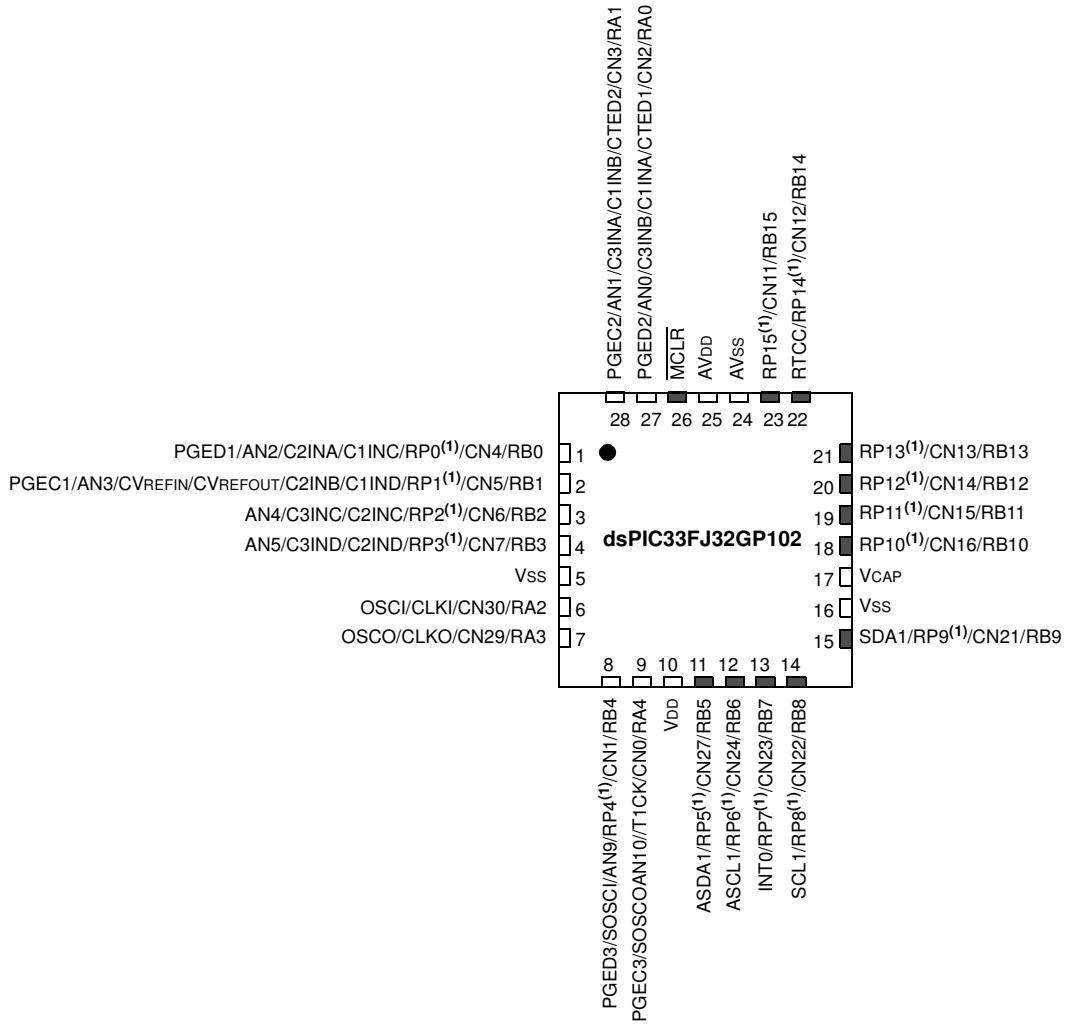 PGEC2/AN1/C3INA/C1INB/CTED2/CN3/RA1
PGED2/AN0/C3INB/C1INA/CTED1/CN2/RA0
MCLR
AVDD
AVSS
RP15(1)/CN11/RB15
RTCC/RP14(1)/CN12/RB14
28 27 26 25 24 23 22
PGED1/AN2/C2INA/C1INC/RP0(1)/CN4/RB0 1
PGEC1/AN3/CVREFIN/CVREFOUT/C2INB/C1IND/RP1(1)/CN5/RB1 2
AN4/C3INC/C2INC/RP2(1)/CN6/RB2 3
AN5/C3IND/C2IND/RP3(1)/CN7/RB3 4
VSS 5
OSCI/CLKI/CN30/RA2 6
OSCO/CLKO/CN29/RA3 7
dsPIC33FJ32GP102
21 RP13(1)/CN13/RB13
20 RP12(1)/CN14/RB12
19 RP11(1)/CN15/RB11
18 RP10(1)/CN16/RB10
17 VCAP
16 VSS
15 SDA1/RP9(1)/CN21/RB9
8 9 10 11 12 13 14
PGED3/SOSCI/AN9/RP4(1)/CN1/RB4
PGEC3/SOSCOAN10//T1CK/CN0/RA4
VDD
ASDA1/RP5(1)/CN27/RB5
ASCL1/RP6(1)/CN24/RB6
INT0/RP7(1)/CN23/RB7
SCL1/RP8(1)/CN22/RB8